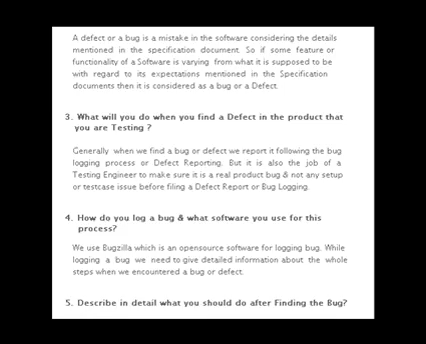 A defect or a bug is a mistake in the software considering the details
mentioned in the specification document. So if some feature or
functionality of a Software is varying from what it is supposed to be
with regard to its expectations mentioned in the Specification
documents then it is considered as a bug or a Defect.
3. What will you do when you find a Defect in the product that
you are Testing ?
Generally when we find a bug or defect we report it following the bug
logging process or Defect Reporting. But it is also the job of a
Testing Engineer to make sure it is a real product bug & not any setup
or testcase issue before filing a Defect Report or Bug Logging.
4. How do you log a bug & what software you use for this
process?
We use Bugzilla which is an opensource software for logging bug. While
logging a bug we need to give detailed information about the whole
steps when we encountered a bug or defect.
5. Describe in detail what you should do after Finding the Bug?